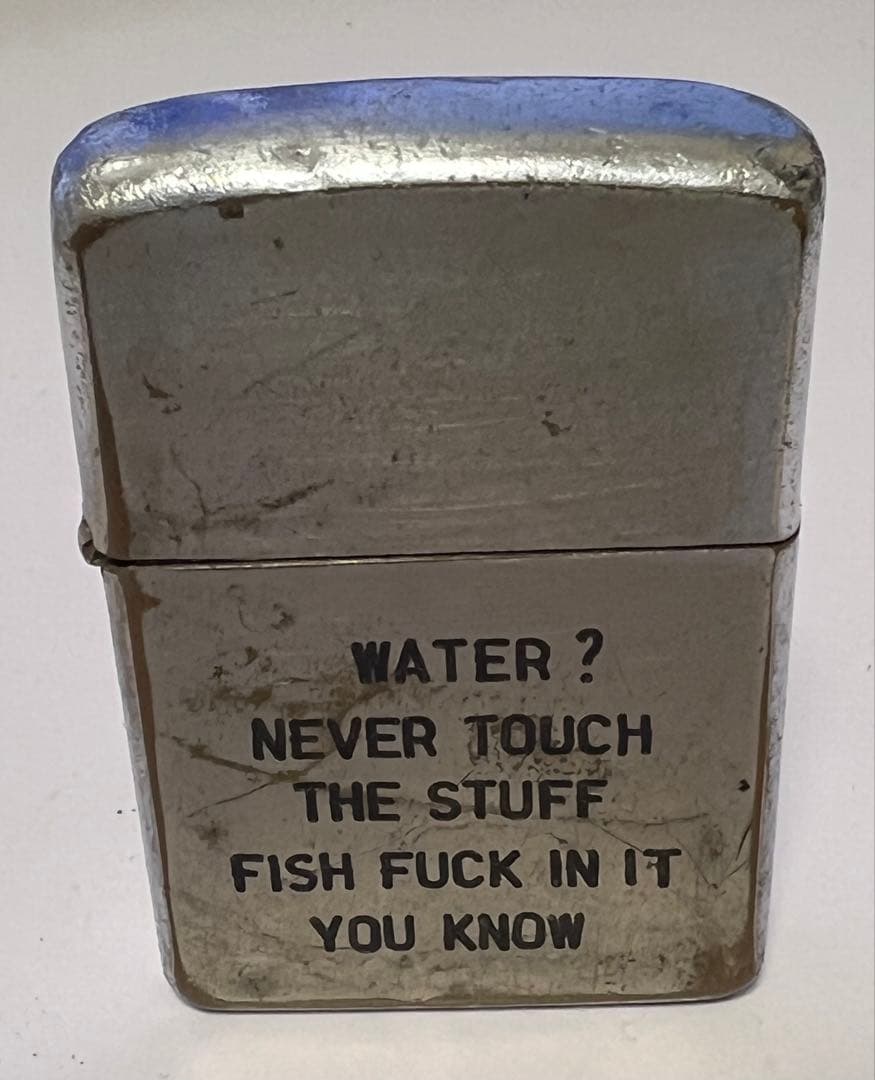 WATER ?
NEVER TOUCH
THE STUFF
FISH FUCK IN IT
YOU KNOW